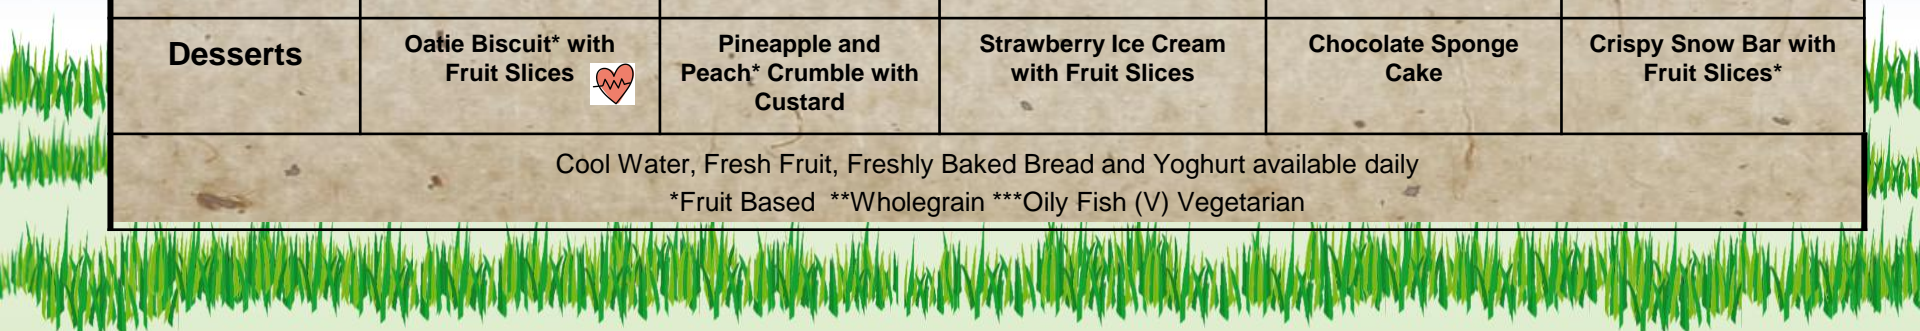 Desserts
Oatie Biscuit* with
Fruit Slices
Pineapple and
Peach* Crumble with
Custard
Strawberry Ice Cream
with Fruit Slices
Chocolate Sponge
Cake
Crispy Snow Bar with
Fruit Slices*
Cool Water, Fresh Fruit, Freshly Baked Bread and Yoghurt available daily
*Fruit Based  **Wholegrain ***Oily Fish (V) Vegetarian